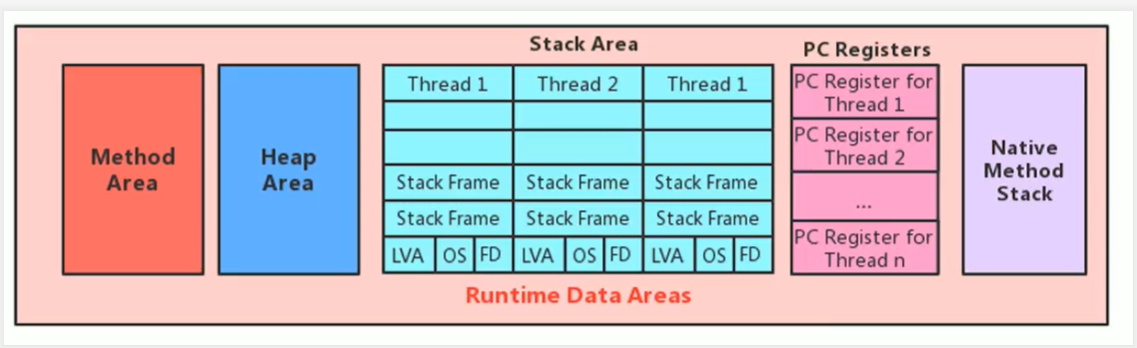 Stack Area
PC Registers
Method
Area
Heap
Area
Thread 1
Thread 2
Thread 1
Stack Frame
Stack Frame
Stack Frame
Stack Frame
Stack Frame
Stack Frame
LVA
OS
FD
LVA
OS
FD
LVA
OS
FD
PC Register for
Thread 1
PC Register for
Thread 2
...
PC Register for
Thread n
Native
Method
Stack
Runtime Data Areas